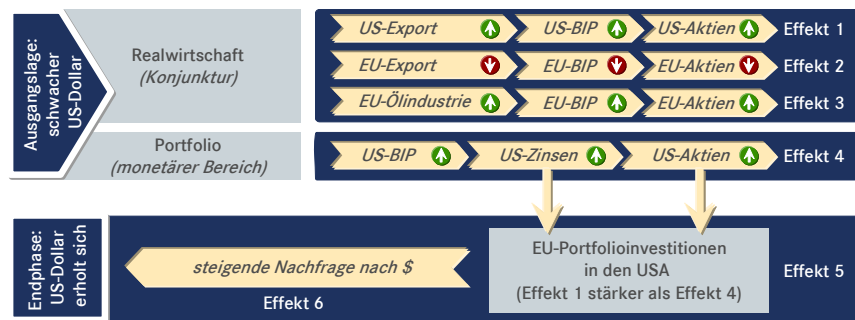 Ausgangslage:
schwacher
US-Dollar
Realwirtschaft
(Konjunktur)
US-Export
US-BIP
US-Aktien
Effekt 1
EU-Export
EU-BIP
EU-Aktien
Effekt 2
EU-Ölindustrie
EU-BIP
EU-Aktien
Effekt 3
Portfolio
(monetärer Bereich)
US-BIP
US-Zinsen
US-Aktien
Effekt 4
Endphase:
US-Dollar
erholt sich
steigende Nachfrage nach $
Effekt 6
EU-Portfolioinvestitionen
in den USA
(Effekt 1 stärker als Effekt 4)
Effekt 5